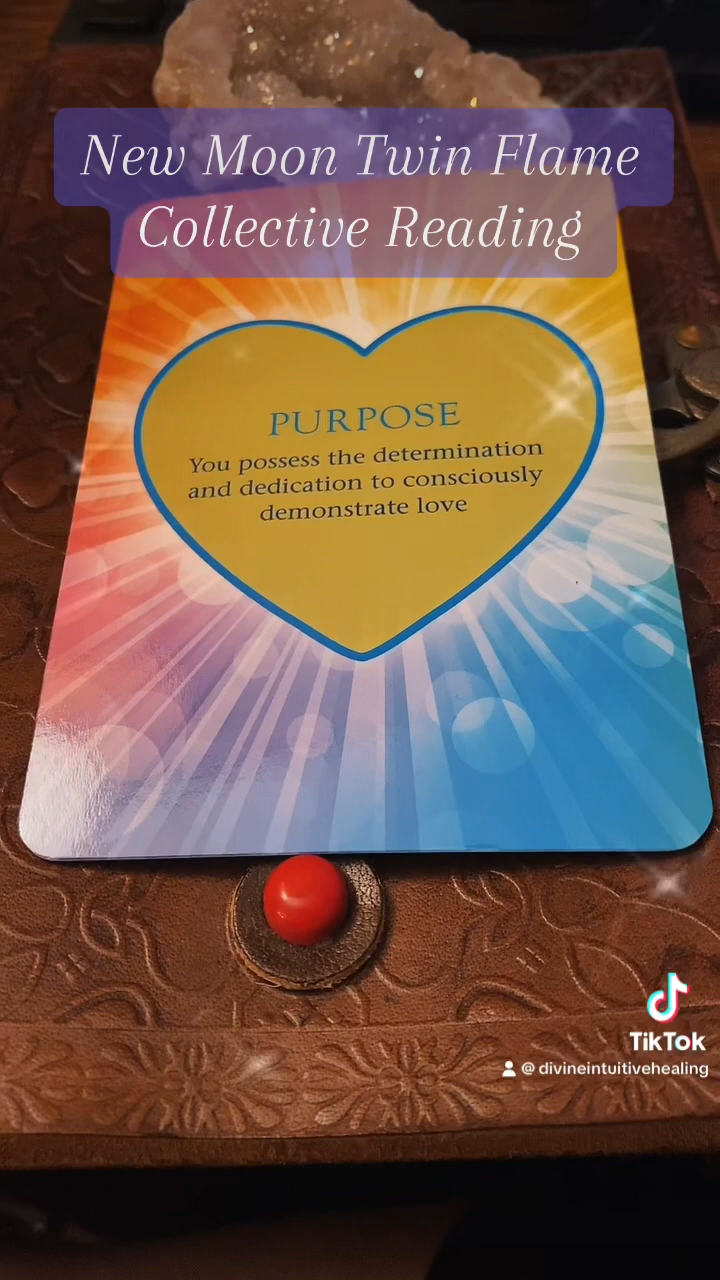 New Moon Twin Flame
Collective Reading
PURPOSE
You possess the determination
and dedication to consciously
demonstrate love
TikTok
@ divineintuitivehealing